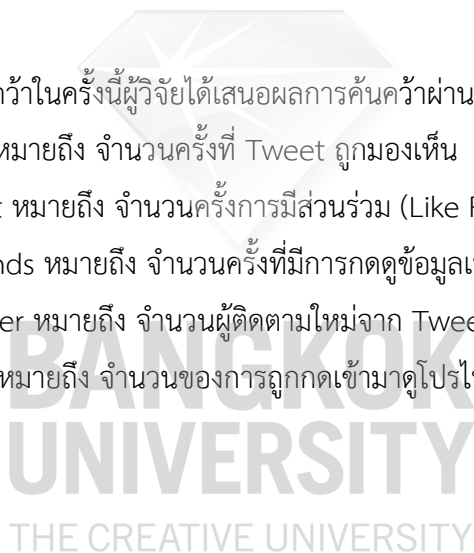 ว้าในครั้งนี้ผู้วิจัยได้เสนอผลการค้นคว้าผ่าน
หมายถึง จำนวนครั้งที่ Tweet ถูกมองเห็น
หมายถึง จำนวนครั้งการมีส่วนร่วม (Like
nds หมายถึง จำนวนครั้งที่มีการกดดูข้อมูล
er หมายถึง จำนวนผู้ติดตามใหม่จาก Twee
หมายถึง จำนวนของการถูกกดเข้ามาดูโปรไ
BANGKOK
UNIVERSITY
THE CREATIVE UNIVERSITY